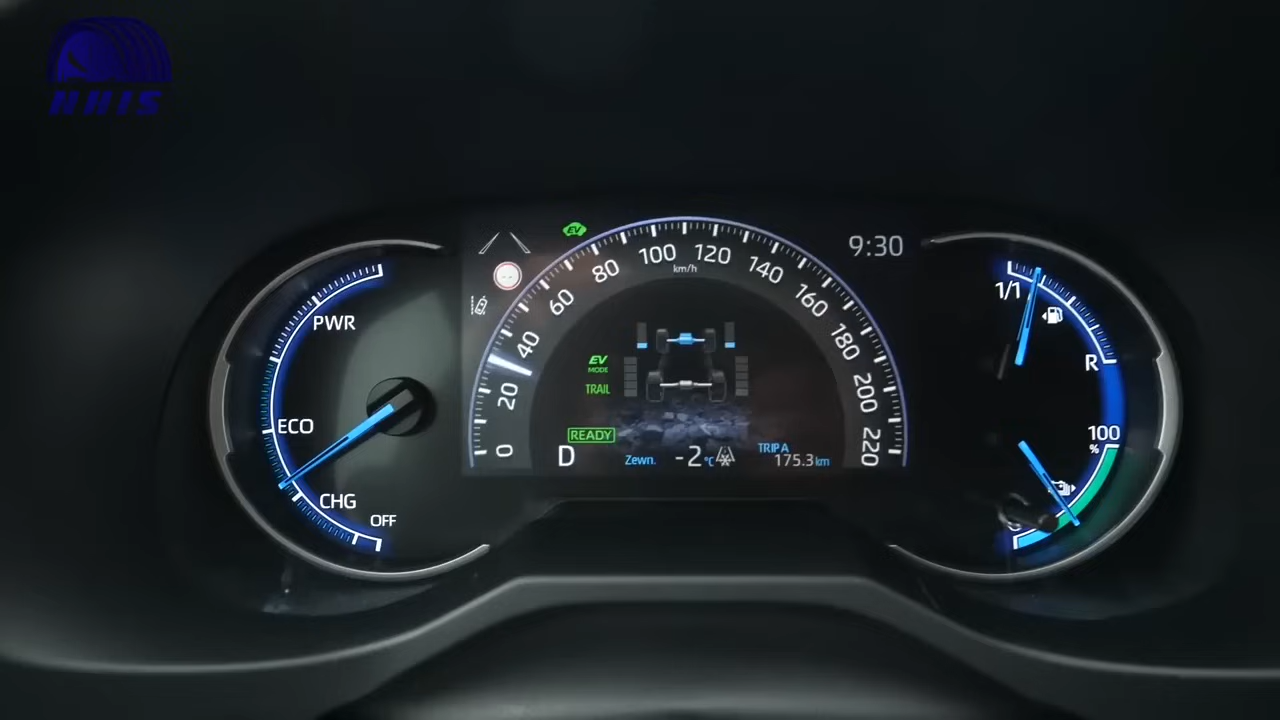 NHIS
EV
9:30
100 120
km/h
80 140
60 160
40 180
20 200
0 220
PWR
ECO
CHG
OFF
EV
MODE
TRAIL
READY
D
Zewn. -2°C
TRIP A
175.3 km
1/1
R
100
%